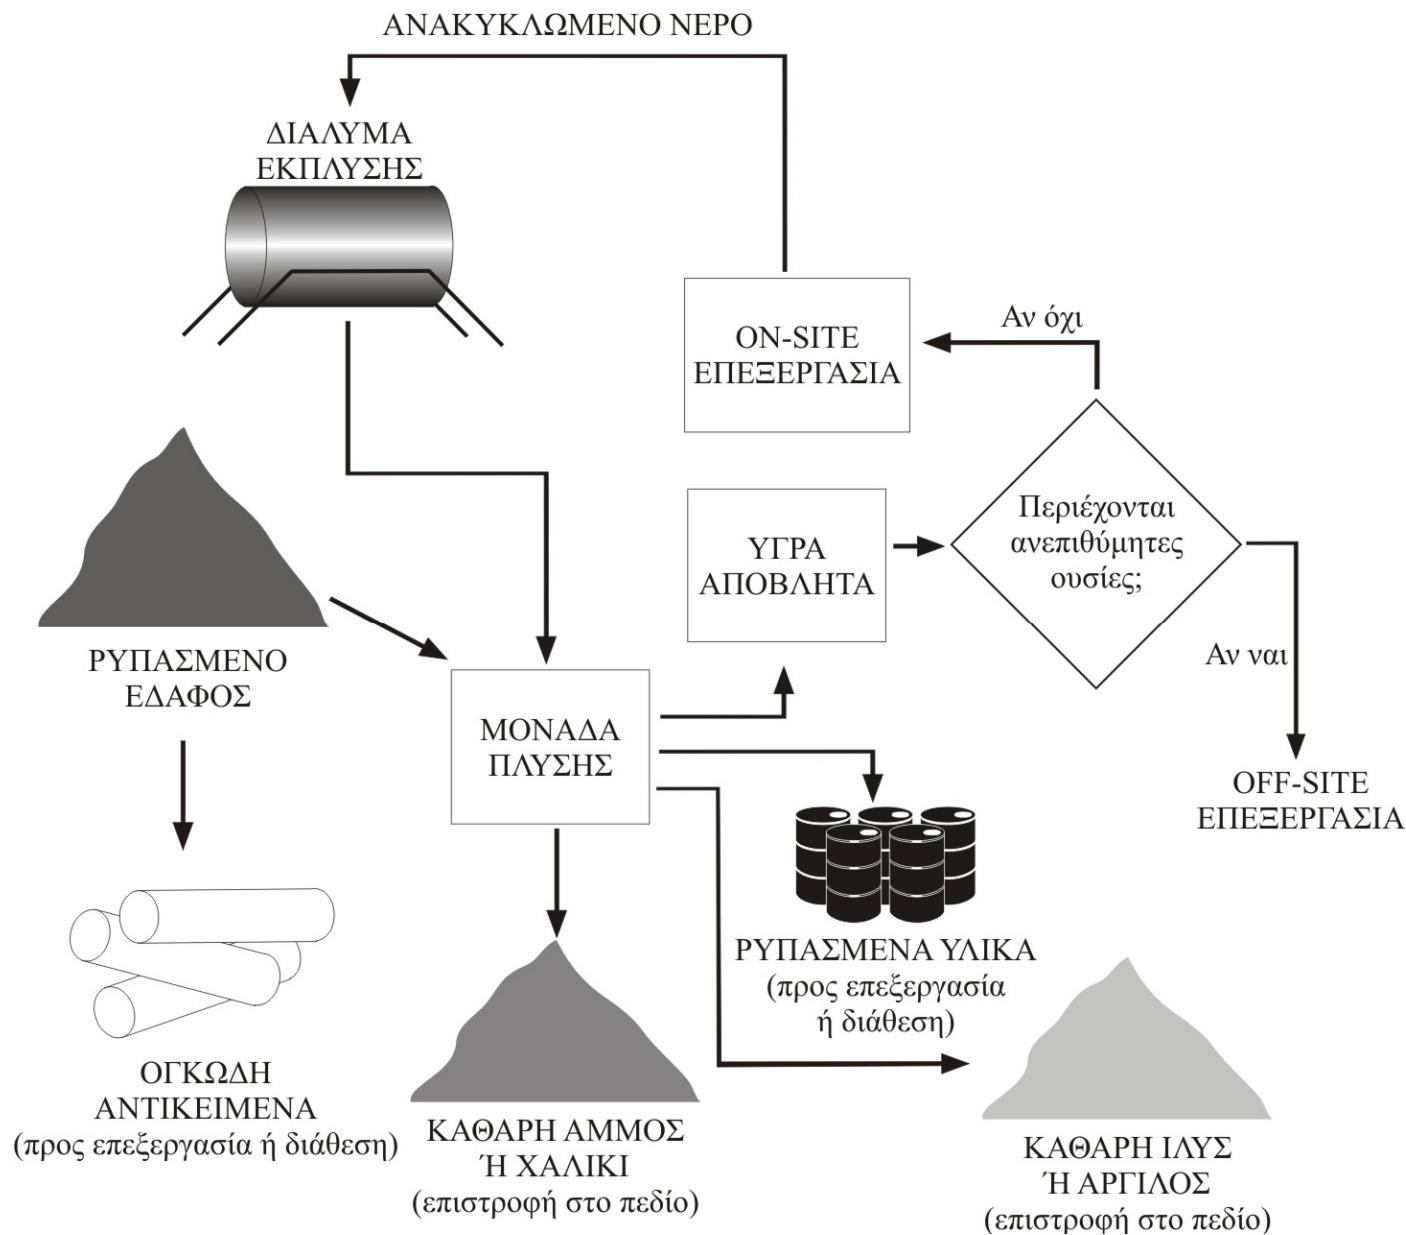 ΑΝΑΚΥΚΛΩΜΕΝΟ ΝΕΡΟ
ΔΙΑΛΥΜΑ
ΕΚΠΛΥΣΗΣ
ON-SITE
ΕΠΕΞΕΡΓΑΣΙΑ
Αν όχι
Περιέχονται
ανεπιθύμητες
ουσίες;
ΥΓΡΑ
ΑΠΟΒΛΗΤΑ
Αν ναι
ΡΥΠΑΣΜΕΝΟ
ΕΔΑΦΟΣ
ΜΟΝΑΔΑ
ΠΛΥΣΗΣ
OFF-SITE
ΕΠΕΞΕΡΓΑΣΙΑ
ΡΥΠΑΣΜΕΝΑ ΥΛΙΚΑ
(προς επεξεργασία
ή διάθεση)
ΟΓΚΩΔΗ
ΑΝΤΙΚΕΙΜΕΝΑ
(προς επεξεργασία ή διάθεση)
ΚΑΘΑΡΗ ΑΜΜΟΣ
Ή ΧΑΛΙΚΙ
(επιστροφή στο πεδίο)
ΚΑΘΑΡΗ ΙΛΥΣ
Ή ΑΡΓΙΛΟΣ
(επιστροφή στο πεδίο)